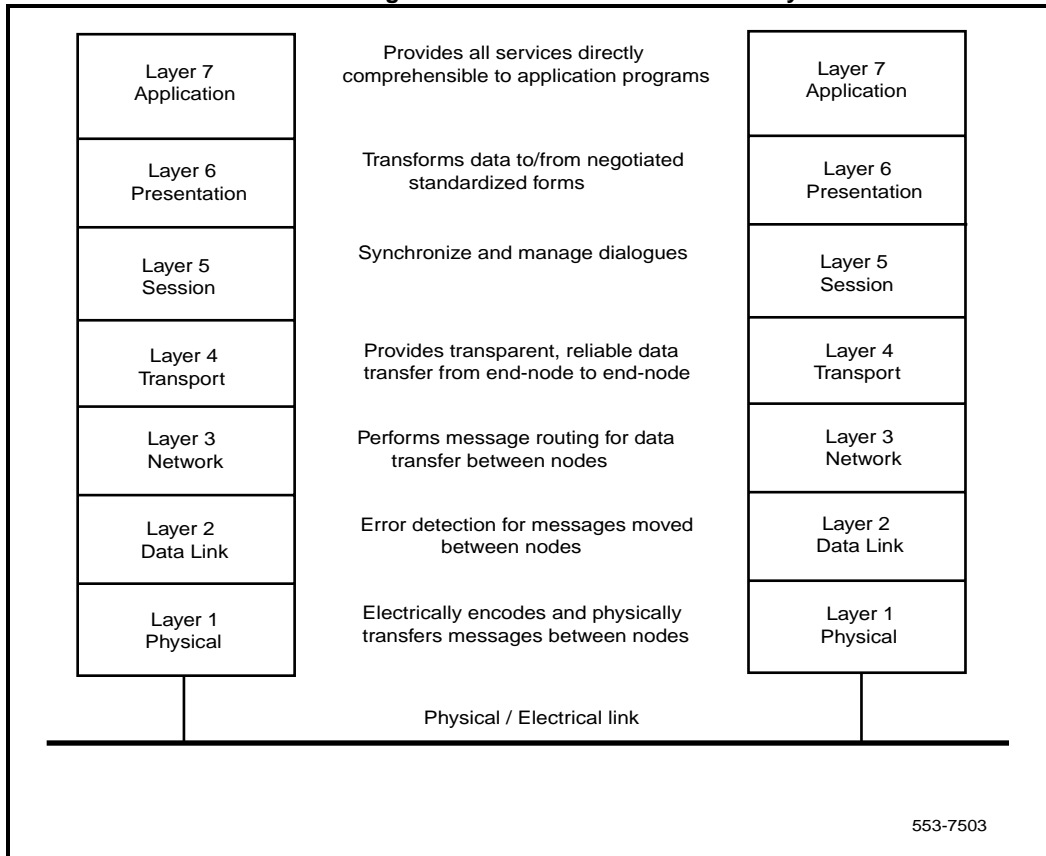 Layer 7
Application
Provides all services directly
comprehensible to application programs
Layer 7
Application
Layer 6
Presentation
Transforms data to/from negotiated
standardized forms
Layer 6
Presentation
Layer 5
Session
Synchronize and manage dialogues
Layer 5
Session
Layer 4
Transport
Provides transparent, reliable data
transfer from end-node to end-node
Layer 4
Transport
Layer 3
Network
Performs message routing for data
transfer between nodes
Layer 3
Network
Layer 2
Data Link
Error detection for messages moved
between nodes
Layer 2
Data Link
Layer 1
Physical
Electrically encodes and physically
transfers messages between nodes
Layer 1
Physical
Physical / Electrical link
553-7503